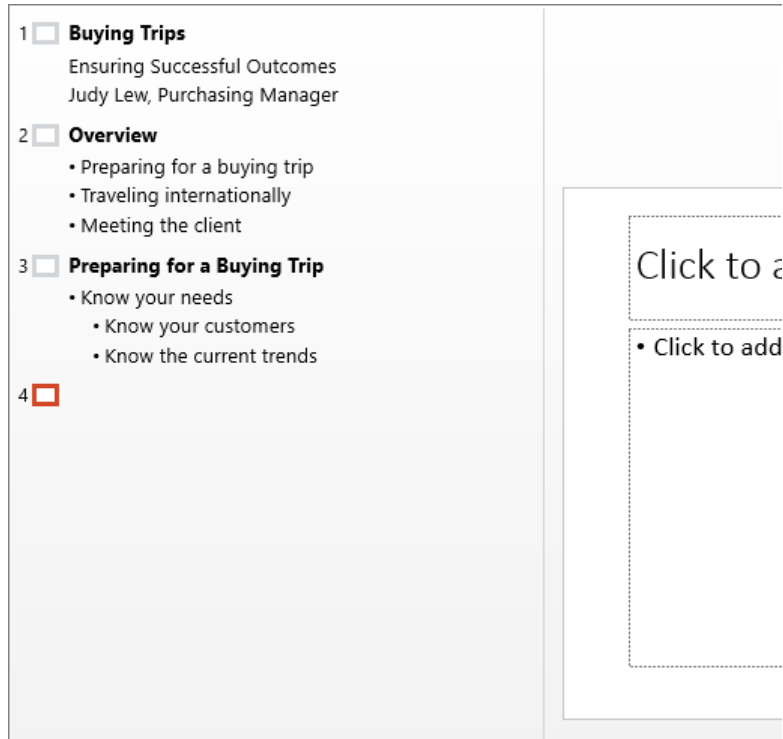 1 Buying Trips
Ensuring Successful Outcomes
Judy Lew, Purchasing Manager
2 Overview
• Preparing for a buying trip
• Traveling internationally
• Meeting the client
3 Preparing for a Buying Trip
• Know your needs
• Know your customers
• Know the current trends
4
Click to a
• Click to add